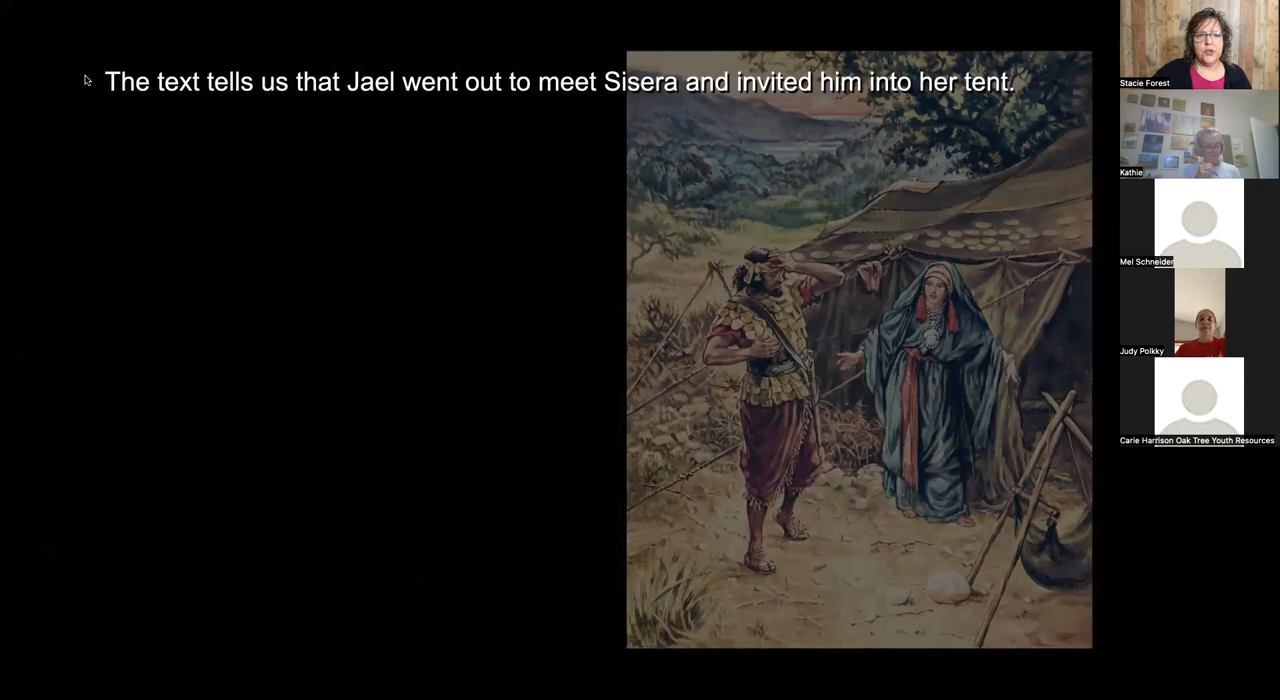 The text tells us that Jael went out to meet Sisera and invited him into her tent.
Stacie Forest
Kathie
Mel Schneider
Judy Polkky
Carie Harrison Oak Tree Youth Resources